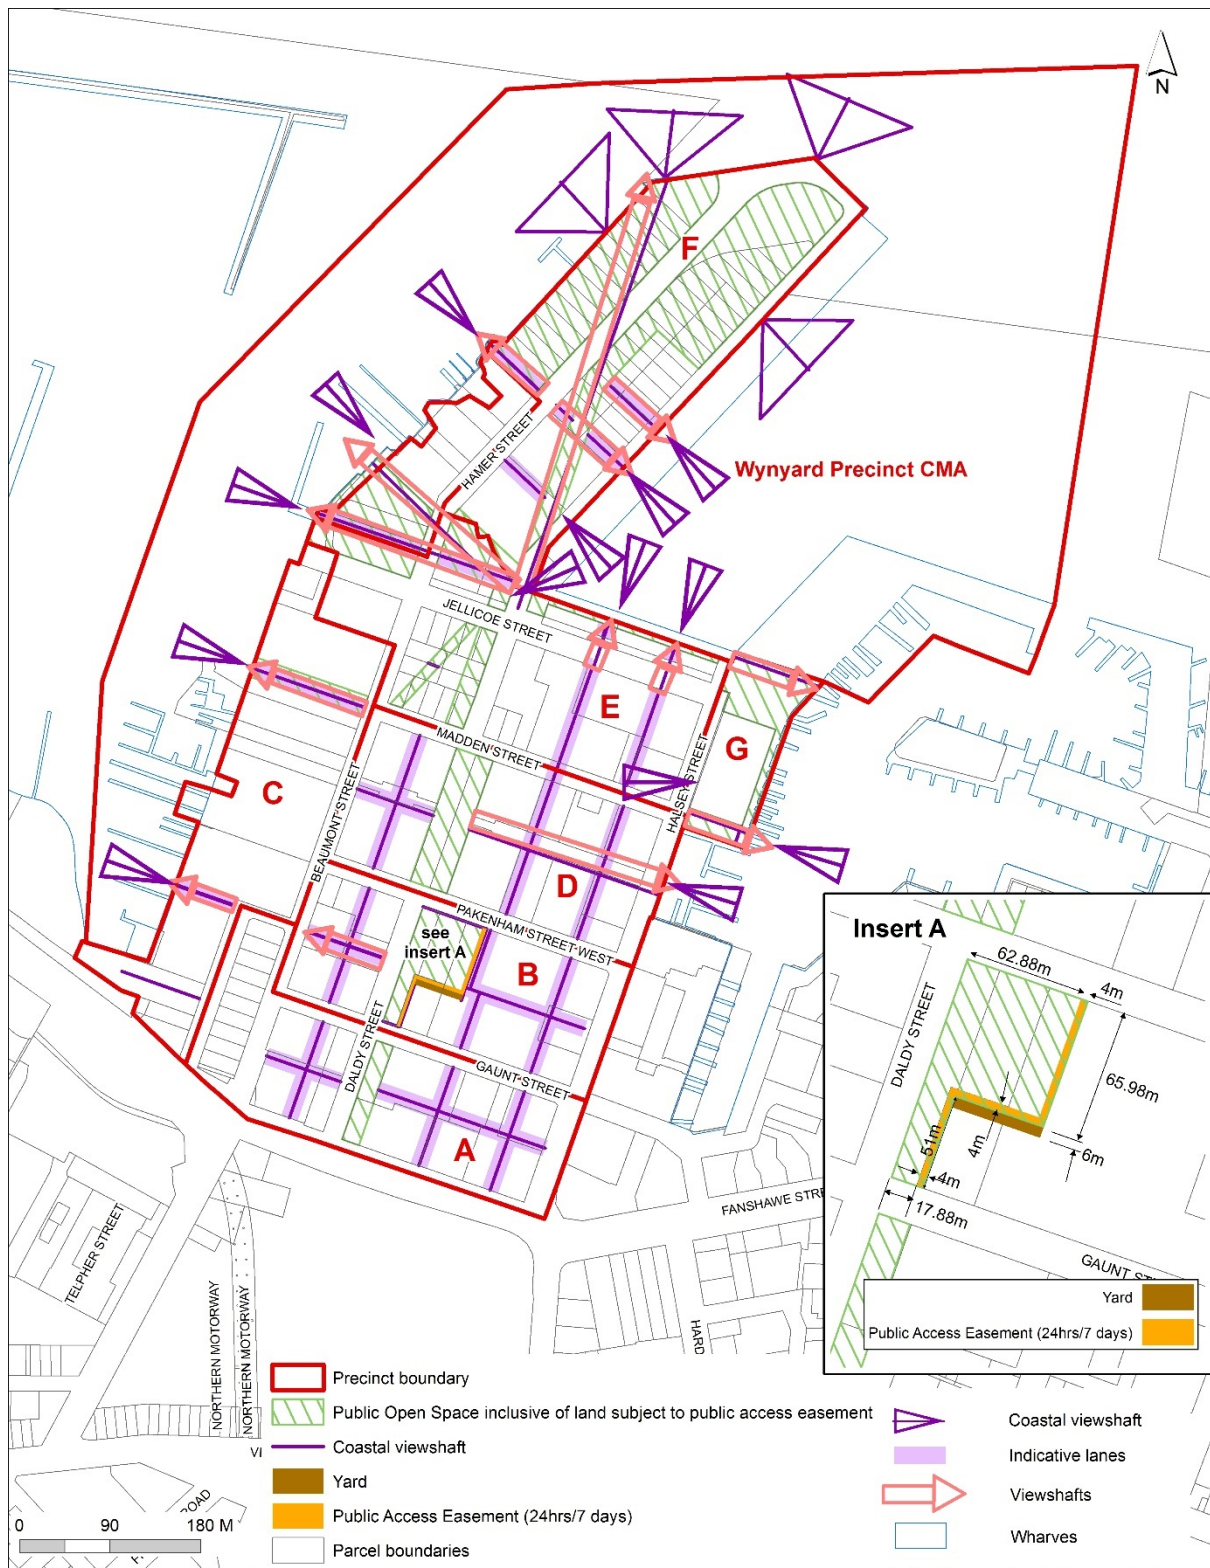 N
F
HAMER STREET
Wynyard Precinct CMA
JELLICOE STREET
E
MADDEN STREET
HALSEY STREET
G
C
BEAUMONT STREET
D
PAKENHAM STREET WEST
see
insert A
B
DALDY STREET
GAUNT STREET
A
FANSHAWE STRE
TELPHER STREET
NORTHERN MOTORWAY
NORTHERN MOTORWAY
HARD
VI
ROAD
Insert A
62.88m
4m
DALDY STREET
65.98m
51m
4m
6m
4m
17.88m
GAUNT ST
Yard
Public Access Easement (24hrs/7 days)
Precinct boundary
Public Open Space inclusive of land subject to public access easement
Coastal viewshaft
Yard
Public Access Easement (24hrs/7 days)
Parcel boundaries
Coastal viewshaft
Indicative lanes
Viewshafts
Wharves
0 90 180 M